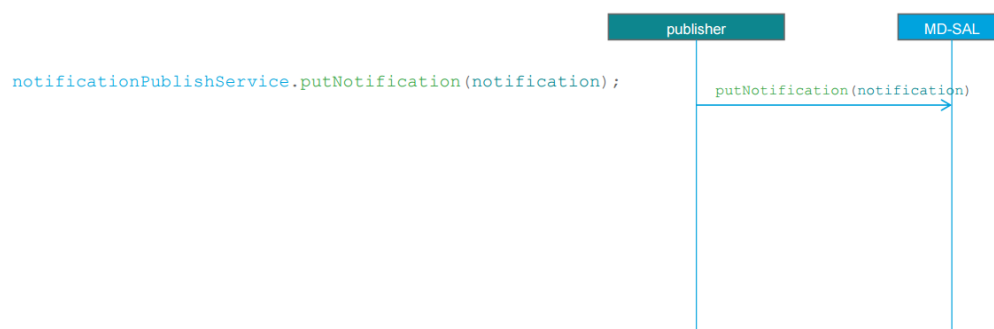 publisher
MD-SAL
notificationPublishService.putNotification(notification);
putNotification(notification)